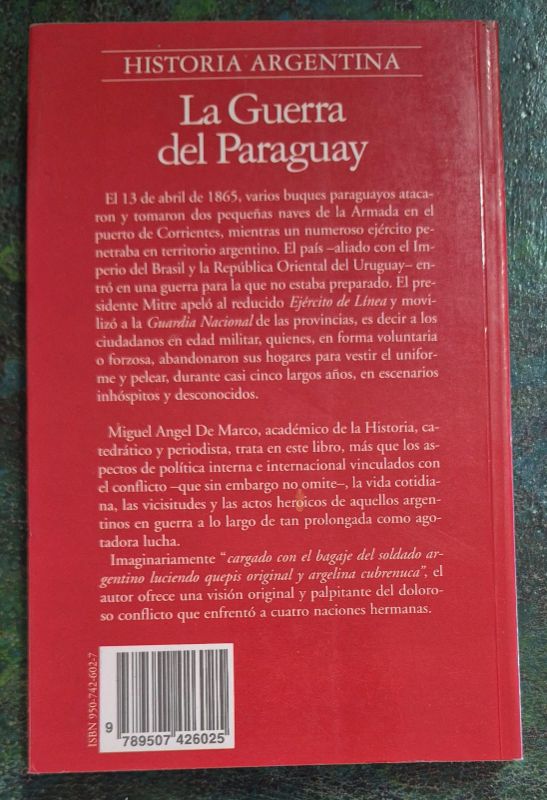 HISTORIA ARGENTINA
La Guerra
del Paraguay
El 13 de abril de 1865, varios buques paraguayos ataca-
ron y tomaron dos pequeñas naves de la Armada en el
puerto de Corrientes, mientras un numeroso ejército pe-
netraba en territorio argentino. El país –aliado con el Im-
perio del Brasil y la República Oriental del Uruguay– en-
tró en una guerra para la que no estaba preparado. El pre-
sidente Mitre apeló al reducido Ejército de Línea y movi-
lizó a la Guardia Nacional de las provincias, es decir a los
ciudadanos en edad militar, quienes, en forma voluntaria
o forzosa, abandonaron sus hogares para vestir el unifor-
me y pelear, durante casi cinco largos años, en escenarios
inhóspitos y desconocidos.
Miguel Angel De Marco, académico de la Historia, ca-
tedrático y periodista, trata en este libro, más que los as-
pectos de política interna e internacional vinculados con
el conflicto –que sin embargo no omite–, la vida cotidia-
na, las vicisitudes y las actos heroicos de aquellos argen-
tinos en guerra a lo largo de tan prolongada como ago-
tadora lucha.
Imaginariamente "cargado con el bagaje del soldado ar-
gentino luciendo quepis original y argelina cubrenuca", el
autor ofrece una visión original y palpitante del doloro-
so conflicto que enfrentó a cuatro naciones hermanas.
ISBN 950-742-602-7
9 789507 426025